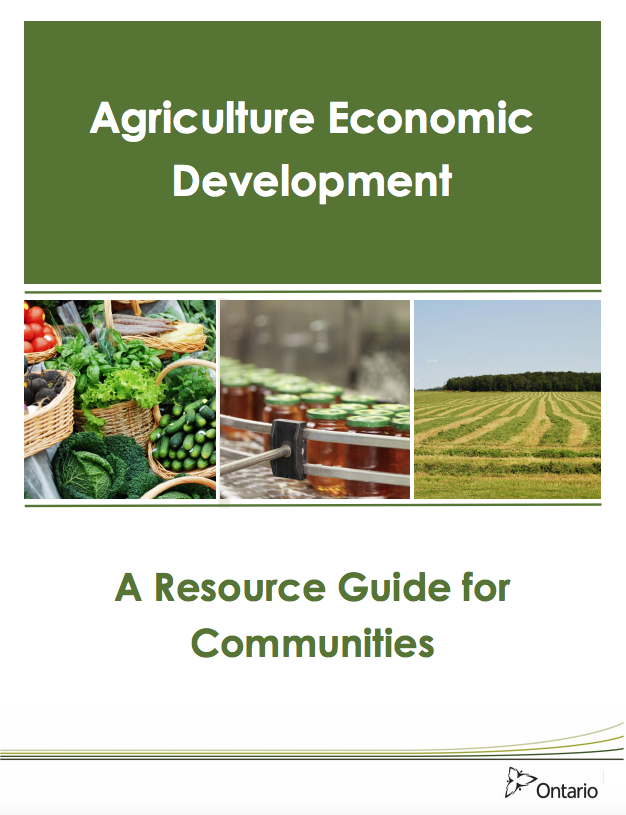 Agriculture Economic
Development
A Resource Guide for
Communities
Ontario